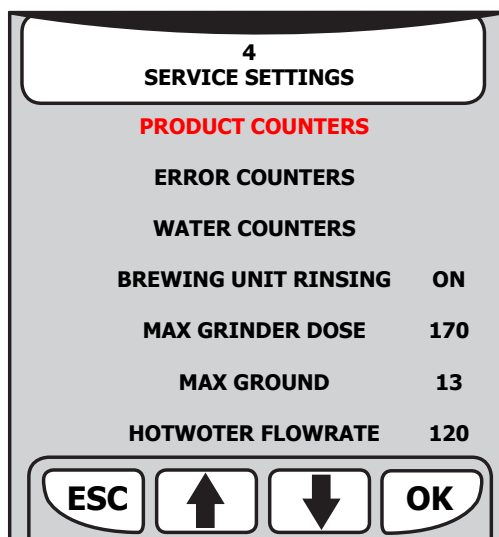 4
SERVICE SETTINGS
PRODUCT COUNTERS
ERROR COUNTERS
WATER COUNTERS
BREWING UNIT RINSING ON
MAX GRINDER DOSE 170
MAX GROUND 13
HOTWOTER FLOWRATE 120
ESC OK